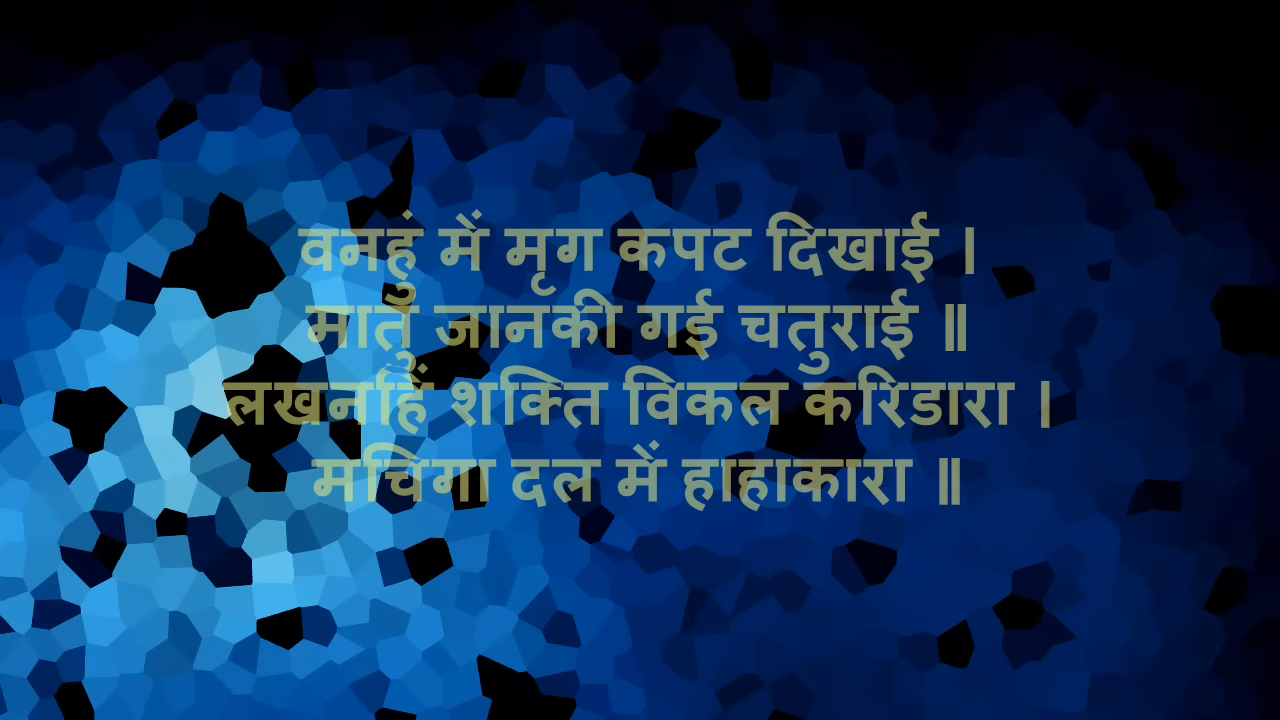 वनहुं में मृग कपट दिखाई ।
मातु जानकी गई चतुराई ॥
लखनहिं शक्ति विकल करिडारा ।
मचिगा दल में हाहाकारा ॥